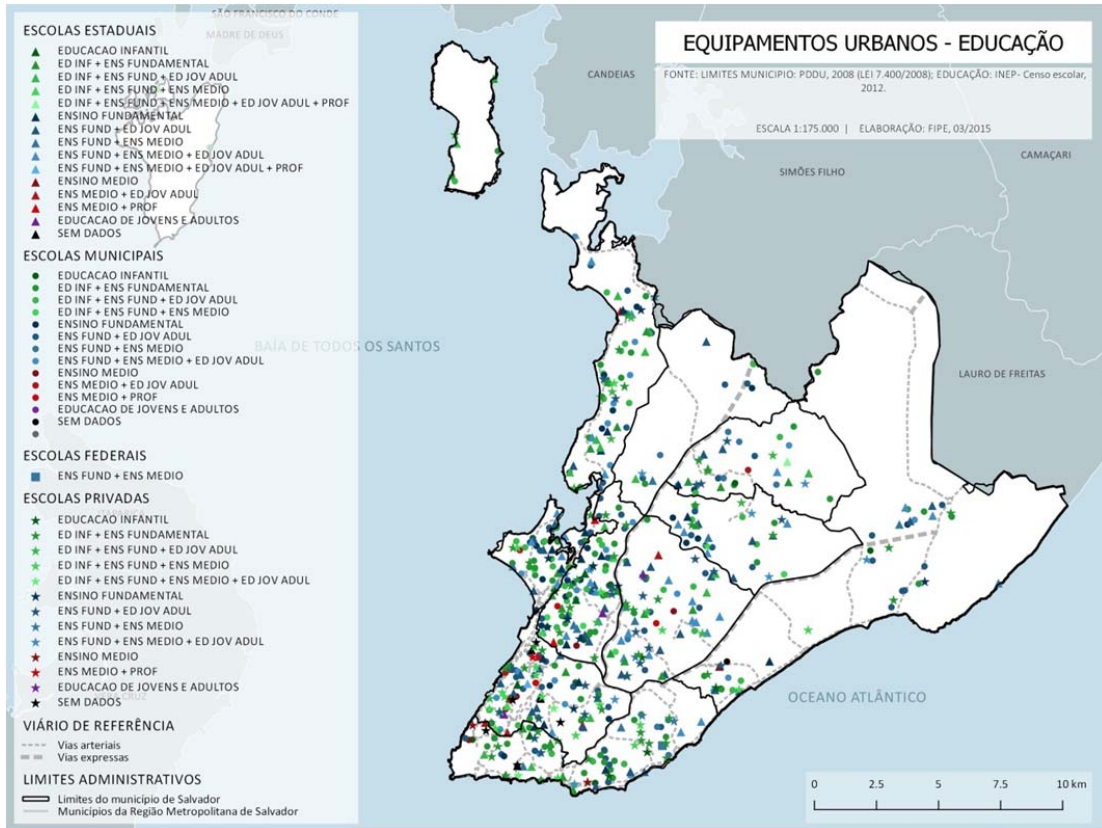 SÃO FRANCISCO DO CONDE
MADRE DE DEUS
ESCOLAS ESTADUAIS
EDUCACAO INFANTIL
ED INF + ENS FUNDAMENTAL
ED INF + ENS FUND + ED JOV ADUL
ED INF + ENS FUND + ENS MEDIO
ED INF + ENS FUND + ENS MEDIO + ED JOV ADUL + PROF
ENSINO FUNDAMENTAL
ENS FUND + ED JOV ADUL
ENS FUND + ENS MEDIO
ENS FUND + ENS MEDIO + ED JOV ADUL
ENS FUND + ENS MEDIO + ED JOV ADUL + PROF
ENSINO MEDIO
ENS MEDIO + ED JOV ADUL
ENS MEDIO + PROF
EDUCACAO DE JOVENS E ADULTOS
SEM DADOS
ESCOLAS MUNICIPAIS
EDUCACAO INFANTIL
ED INF + ENS FUNDAMENTAL
ED INF + ENS FUND + ED JOV ADUL
ED INF + ENS FUND + ENS MEDIO
ENSINO FUNDAMENTAL
ENS FUND + ED JOV ADUL
ENS FUND + ENS MEDIO
ENS FUND + ENS MEDIO + ED JOV ADUL
ENSINO MEDIO
ENS MEDIO + ED JOV ADUL
ENS MEDIO + PROF
EDUCACAO DE JOVENS E ADULTOS
SEM DADOS
ESCOLAS FEDERAIS
ENS FUND + ENS MEDIO
ESCOLAS PRIVADAS
ITAPARICA
EDUCACAO INFANTIL
ED INF + ENS FUNDAMENTAL
ED INF + ENS FUND + ED JOV ADUL
ED INF + ENS FUND + ENS MEDIO
ED INF + ENS FUND + ENS MEDIO + ED JOV ADUL
ENSINO FUNDAMENTAL
ENS FUND + ED JOV ADUL
ENS FUND + ENS MEDIO
ENS FUND + ENS MEDIO + ED JOV ADUL
ENSINO MEDIO
ENS MEDIO + PROF
EDUCACAO DE JOVENS E ADULTOS
VERA CRUZ
SEM DADOS
VIÁRIO DE REFERÊNCIA
Vias arteriais
Vias expressas
LIMITES ADMINISTRATIVOS
Limites do município de Salvador
Municípios da Região Metropolitana de Salvador
EQUIPAMENTOS URBANOS - EDUCAÇÃO
FONTE: LIMITES MUNICIPIO: PDDU, 2008 (LEI 7.400/2008); EDUCAÇÃO: INEP- Censo escolar,
2012.
ESCALA 1:175.000 | ELABORAÇÃO: FIPE, 03/2015
CANDEIAS
CAMAÇARI
SIMÕES FILHO
BAÍA DE TODOS OS SANTOS
LAURO DE FREITAS
OCEANO ATLÂNTICO
0 2.5 5 7.5 10 km